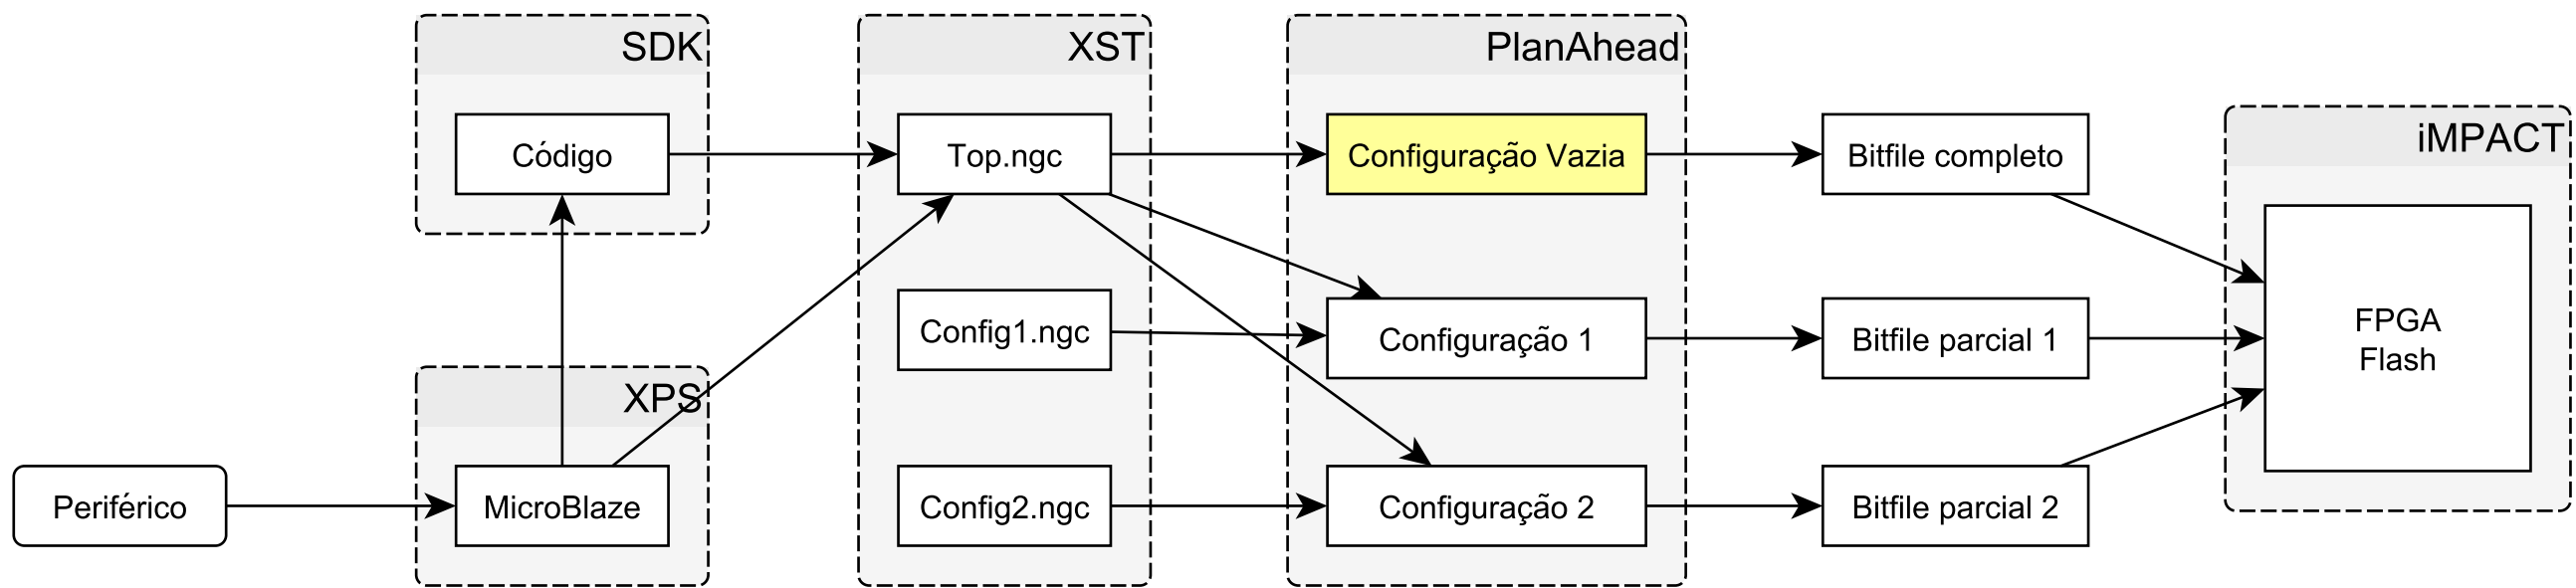 SDK
XST
PlanAhead
iMPACT
Código
Top.ngc
Configuração Vazia
Bitfile completo
Config1.ngc
Configuração 1
Bitfile parcial 1
FPGA
Flash
XPS
Periférico
MicroBlaze
Config2.ngc
Configuração 2
Bitfile parcial 2